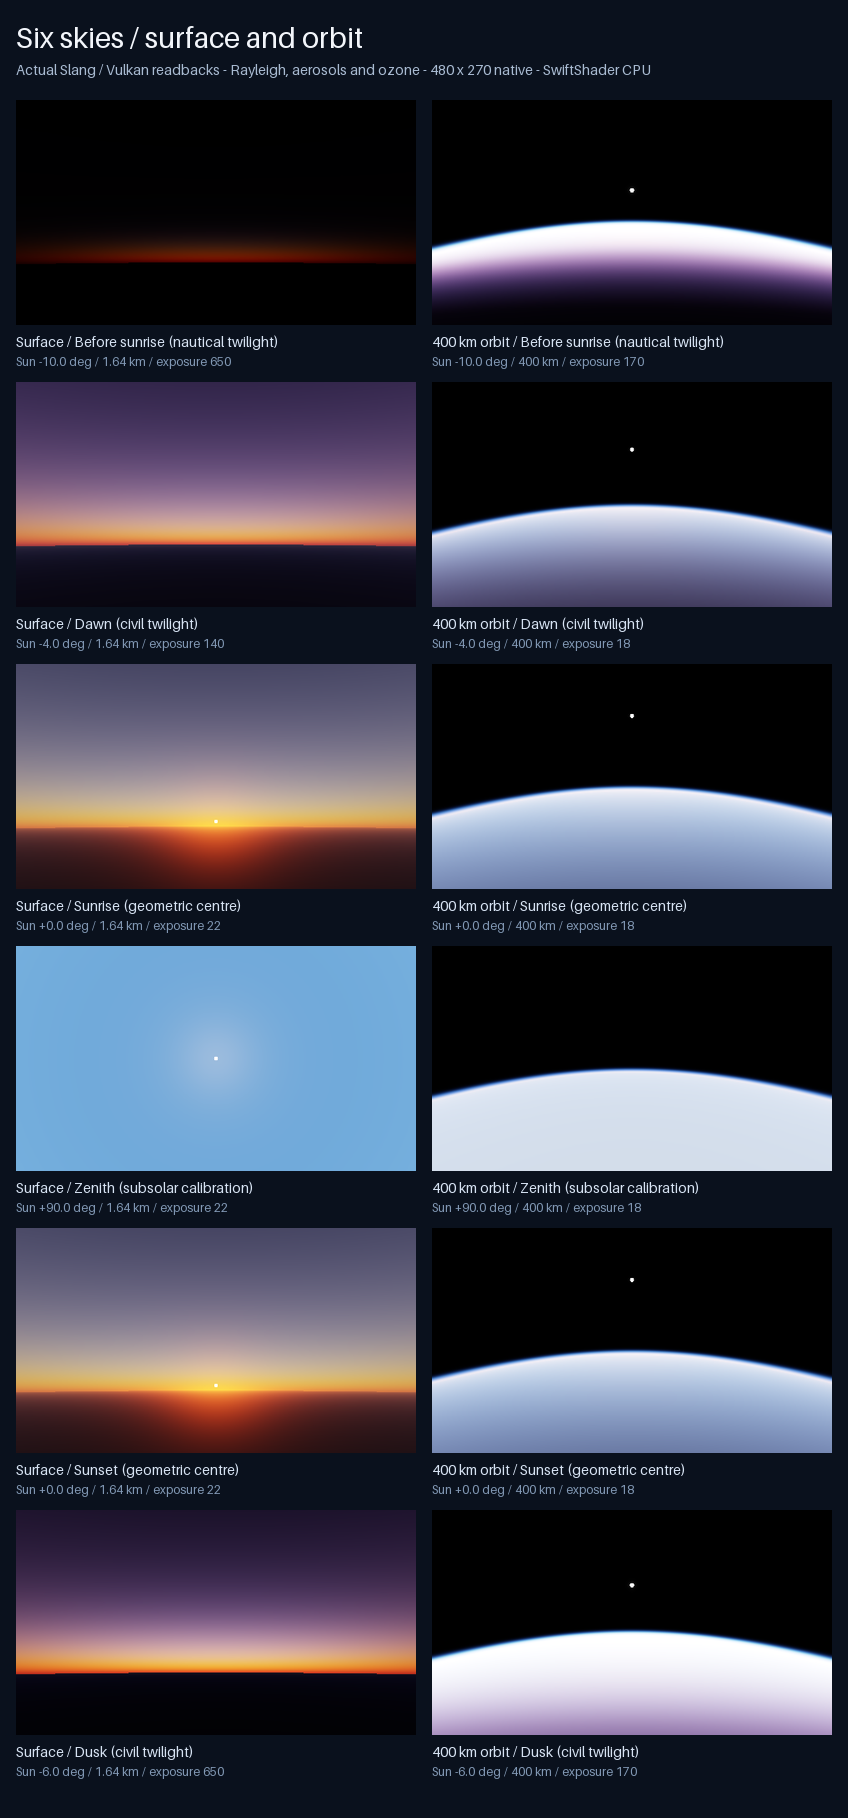 Six skies / surface and orbit
Actual Slang / Vulkan readbacks - Rayleigh, aerosols and ozone - 480 x 270 native - SwiftShader CPU
Surface / Before sunrise (nautical twilight)
Sun -10.0 deg / 1.64 km / exposure 650
400 km orbit / Before sunrise (nautical twilight)
Sun -10.0 deg / 400 km / exposure 170
Surface / Dawn (civil twilight)
Sun -4.0 deg / 1.64 km / exposure 140
400 km orbit / Dawn (civil twilight)
Sun -4.0 deg / 400 km / exposure 18
Surface / Sunrise (geometric centre)
Sun +0.0 deg / 1.64 km / exposure 22
400 km orbit / Sunrise (geometric centre)
Sun +0.0 deg / 400 km / exposure 18
Surface / Zenith (subsolar calibration)
Sun +90.0 deg / 1.64 km / exposure 22
400 km orbit / Zenith (subsolar calibration)
Sun +90.0 deg / 400 km / exposure 18
Surface / Sunset (geometric centre)
Sun +0.0 deg / 1.64 km / exposure 22
400 km orbit / Sunset (geometric centre)
Sun +0.0 deg / 400 km / exposure 18
Surface / Dusk (civil twilight)
Sun -6.0 deg / 1.64 km / exposure 650
400 km orbit / Dusk (civil twilight)
Sun -6.0 deg / 400 km / exposure 170